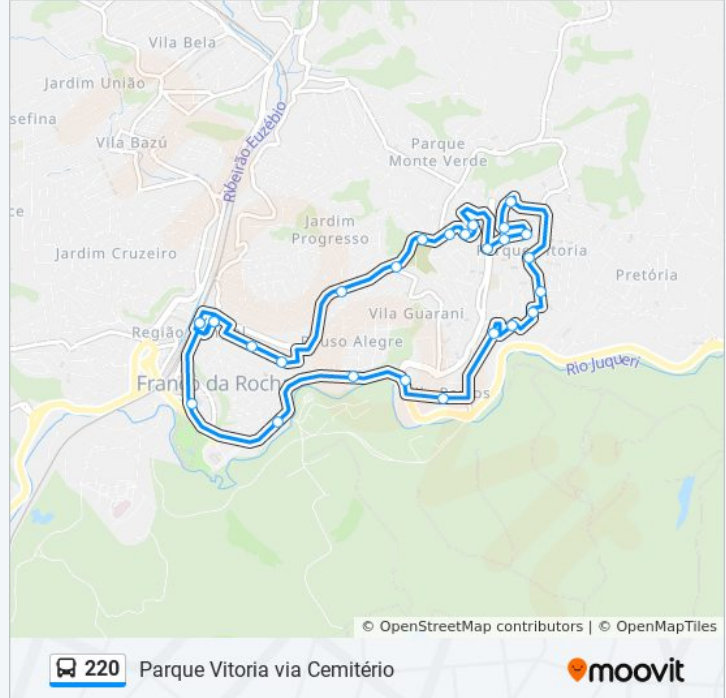 Vila Bela
Jardim União
sefina
Vila Bazú
Ribeirão Euzébio
Parque
Monte Verde
ce
Jardim
Progresso
Jardim Cruzeiro
Parque Vitoria
Pretória
Vila Guarani
Região
Pouso Alegre
Rio Juqueri
Franco da Roch
© OpenStreetMap contributors | © OpenMapTiles
220 Parque Vitoria via Cemitério
moovit